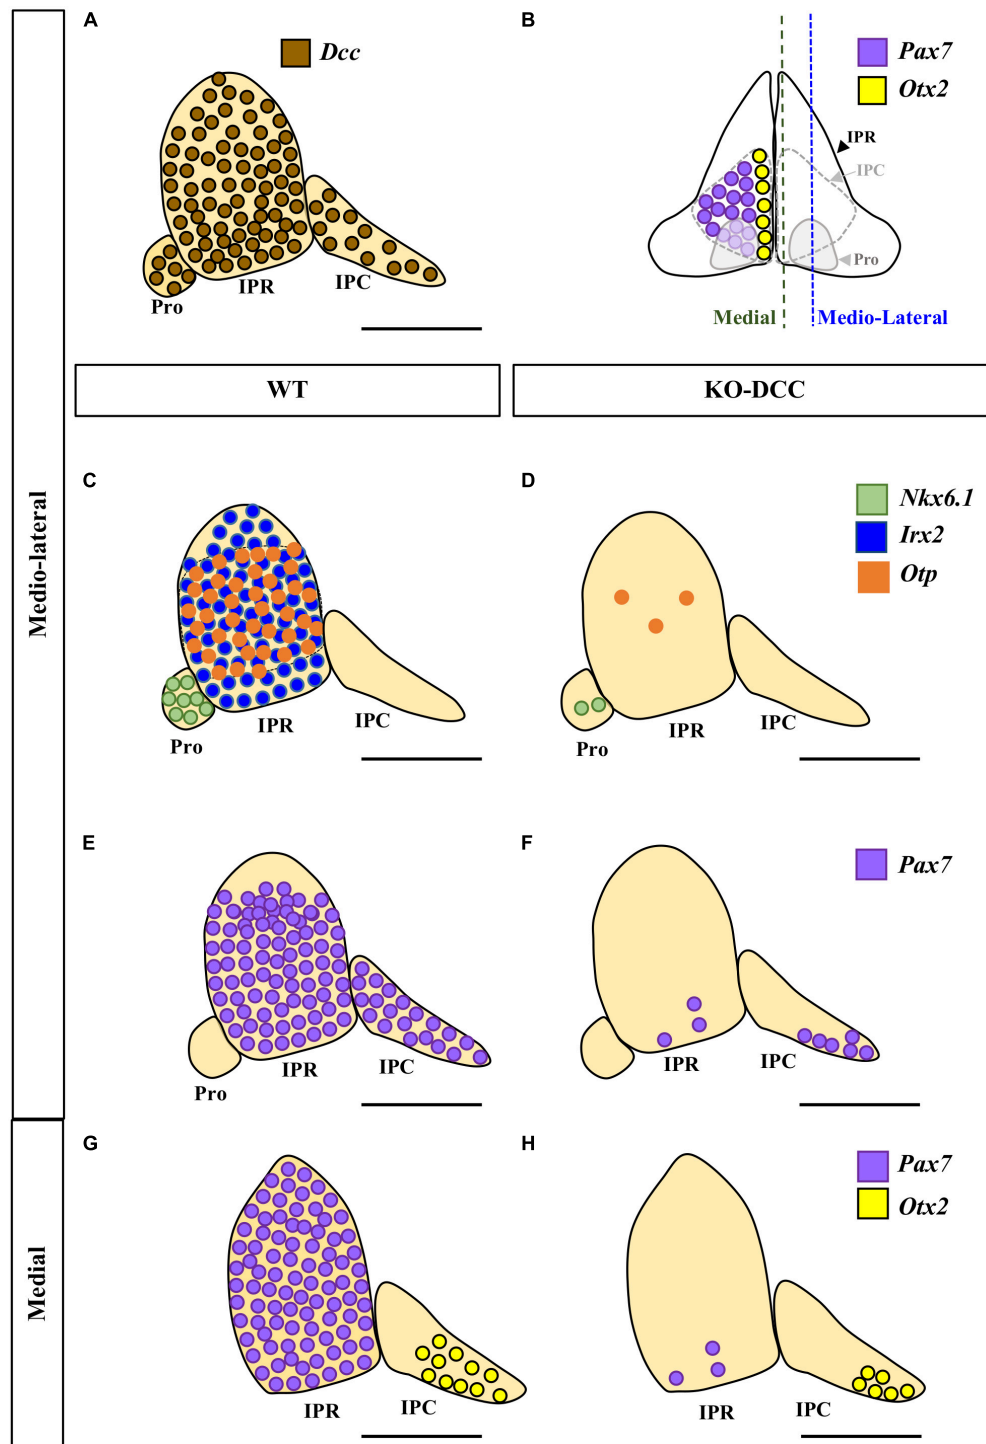 A
Dcc
Pro
IPR
IPC
B
Pax7
Otx2
IPR
IPC
Pro
Medial
Medio-Lateral
WT
KO-DCC
Medio-lateral
C
Pro
IPR
IPC
D
Nkx6.1
Irx2
Otp
Pro
IPR
IPC
E
Pro
IPR
IPC
F
Pax7
IPR
IPC
Medial
G
IPR
IPC
H
Pax7
Otx2
IPR
IPC